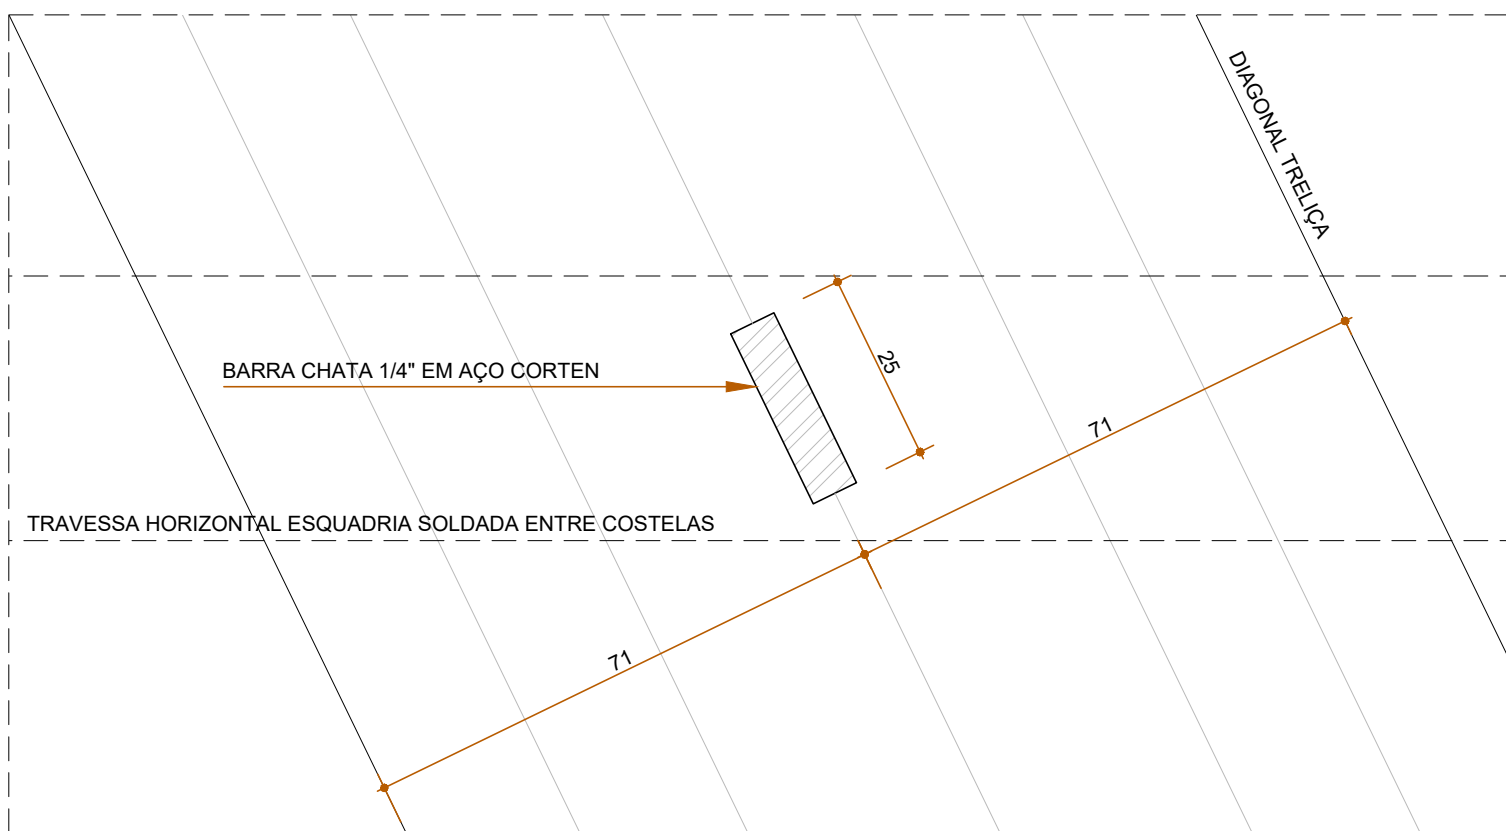 DIAGONAL TRELIÇA
25
BARRA CHATA 1/4" EM AÇO CORTEN
71
TRAVESSA HORIZONTAL ESQUADRIA SOLDADA ENTRE COSTELAS
71